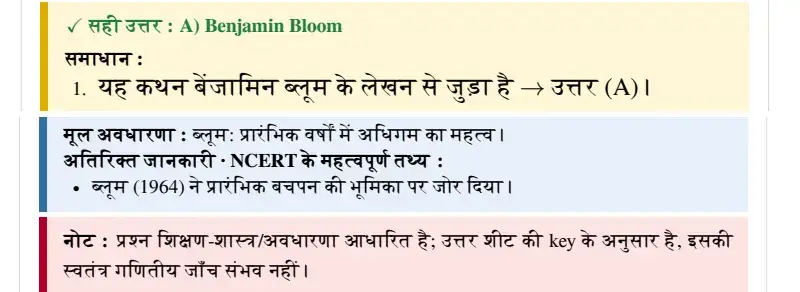 ✓ सही उत्तर : A) Benjamin Bloom
समाधान :
1. यह कथन बेंजामिन ब्लूम के लेखन से जुड़ा है → उत्तर (A)।
मूल अवधारणा : ब्लूम: प्रारंभिक वर्षों में अधिगम का महत्व।
अतिरिक्त जानकारी · NCERT के महत्वपूर्ण तथ्य :
• ब्लूम (1964) ने प्रारंभिक बचपन की भूमिका पर जोर दिया।
नोट : प्रश्न शिक्षण-शास्त्र/अवधारणा आधारित है; उत्तर शीट की key के अनुसार है, इसकी
स्वतंत्र गणितीय जाँच संभव नहीं।